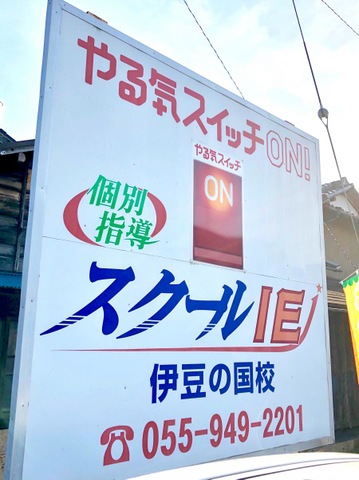 やる気スイッチON!
やる気スイッチ
ON
個別
指導
スクールIE
伊豆の国校
☎055-949-2201